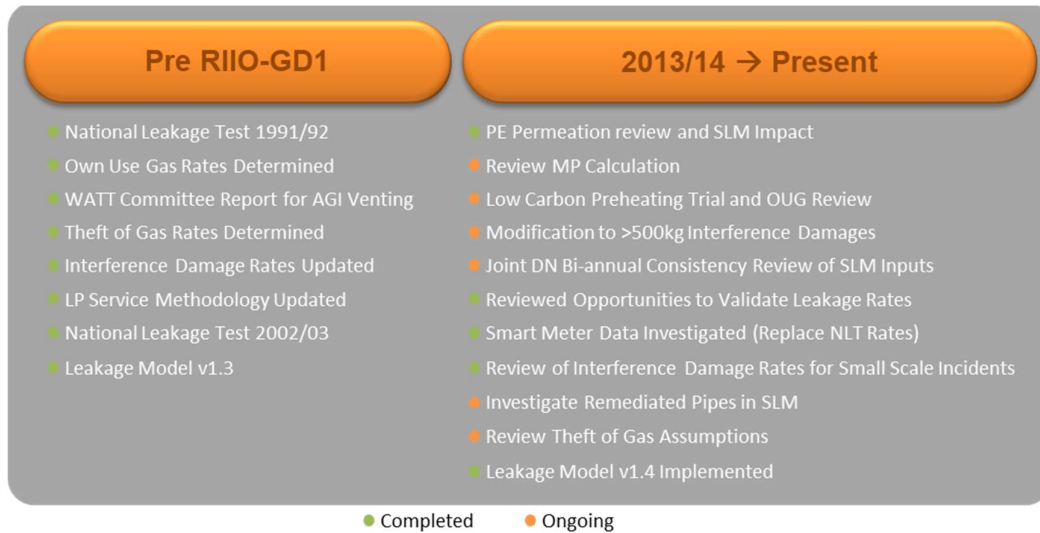 Pre RIIO-GD1
National Leakage Test 1991/92
Own Use Gas Rates Determined
WATT Committee Report for AGI Venting
Theft of Gas Rates Determined
Interference Damage Rates Updated
LP Service Methodology Updated
National Leakage Test 2002/03
Leakage Model v1.3
2013/14 → Present
PE Permeation review and SLM Impact
Review MP Calculation
Low Carbon Preheating Trial and OUG Review
Modification to >500kg Interference Damages
Joint DN Bi-annual Consistency Review of SLM Inputs
Reviewed Opportunities to Validate Leakage Rates
Smart Meter Data Investigated (Replace NLT Rates)
Review of Interference Damage Rates for Small Scale Incidents
Investigate Remediated Pipes in SLM
Review Theft of Gas Assumptions
Leakage Model v1.4 Implemented
Completed
Ongoing